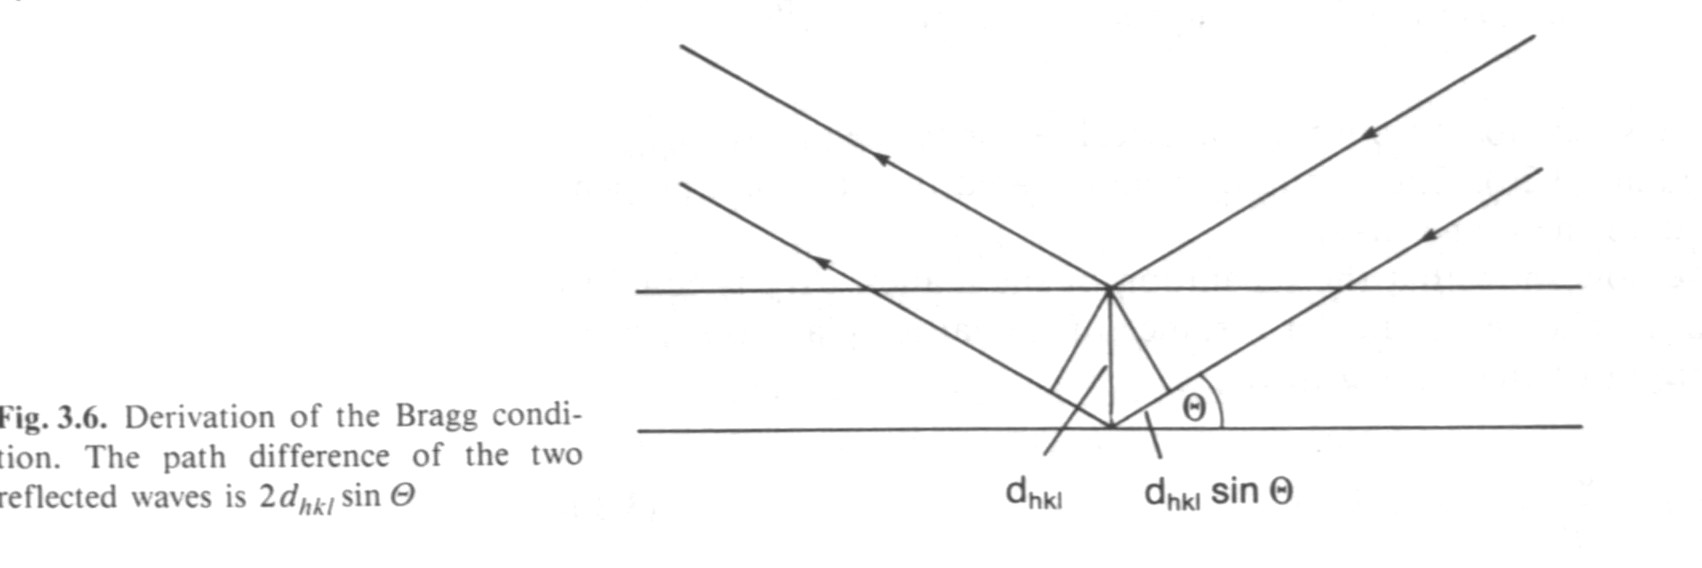 Fig. 3.6. Derivation of the Bragg condi-
tion. The path difference of the two
reflected waves is 2d_hkl sin Θ
Θ
d_hkl
d_hkl sin Θ